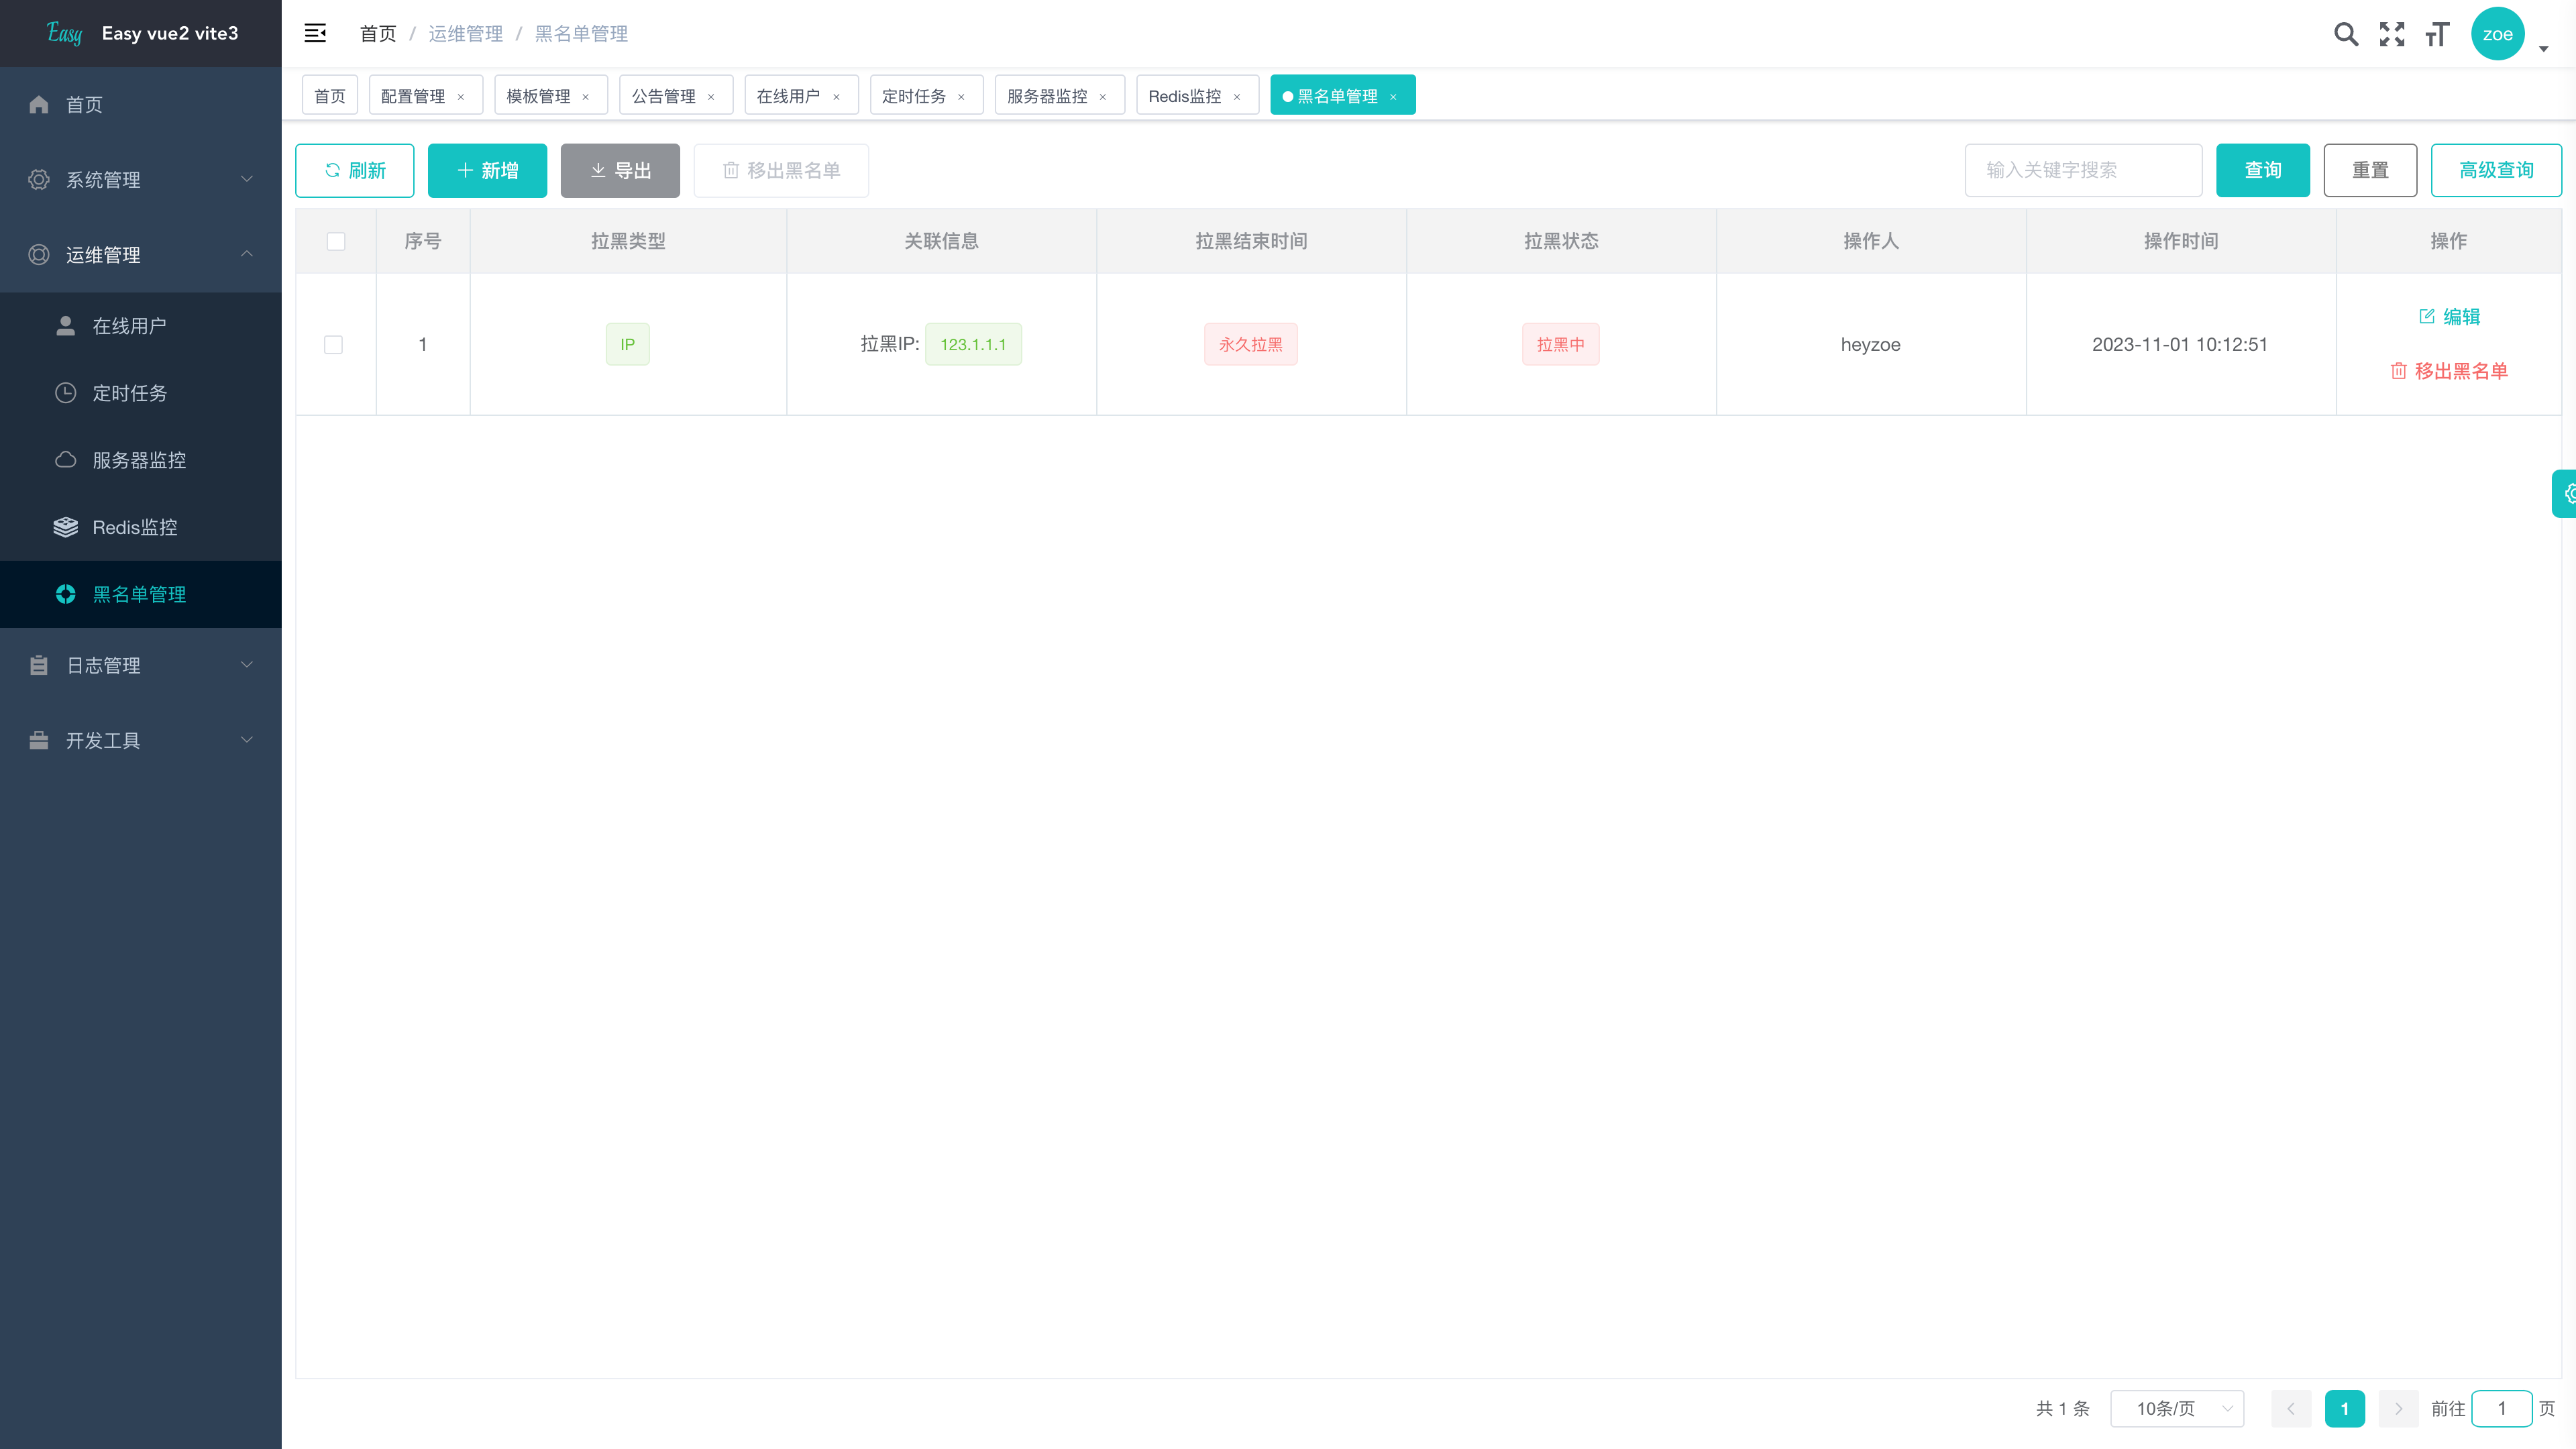 Easy Easy vue2 vite3
首页
系统管理
运维管理
在线用户
定时任务
服务器监控
Redis监控
黑名单管理
日志管理
开发工具
首页 / 运维管理 / 黑名单管理
zoe
首页 配置管理 × 模板管理 × 公告管理 × 在线用户 × 定时任务 × 服务器监控 × Redis监控 × 黑名单管理 ×
刷新 新增 导出 移出黑名单 输入关键字搜索 查询 重置 高级查询
序号 拉黑类型 关联信息 拉黑结束时间 拉黑状态 操作人 操作时间 操作
1 IP 拉黑IP: 123.1.1.1 永久拉黑 拉黑中 heyzoe 2023-11-01 10:12:51 编辑
移出黑名单
共 1 条 10条/页 1 前往 1 页